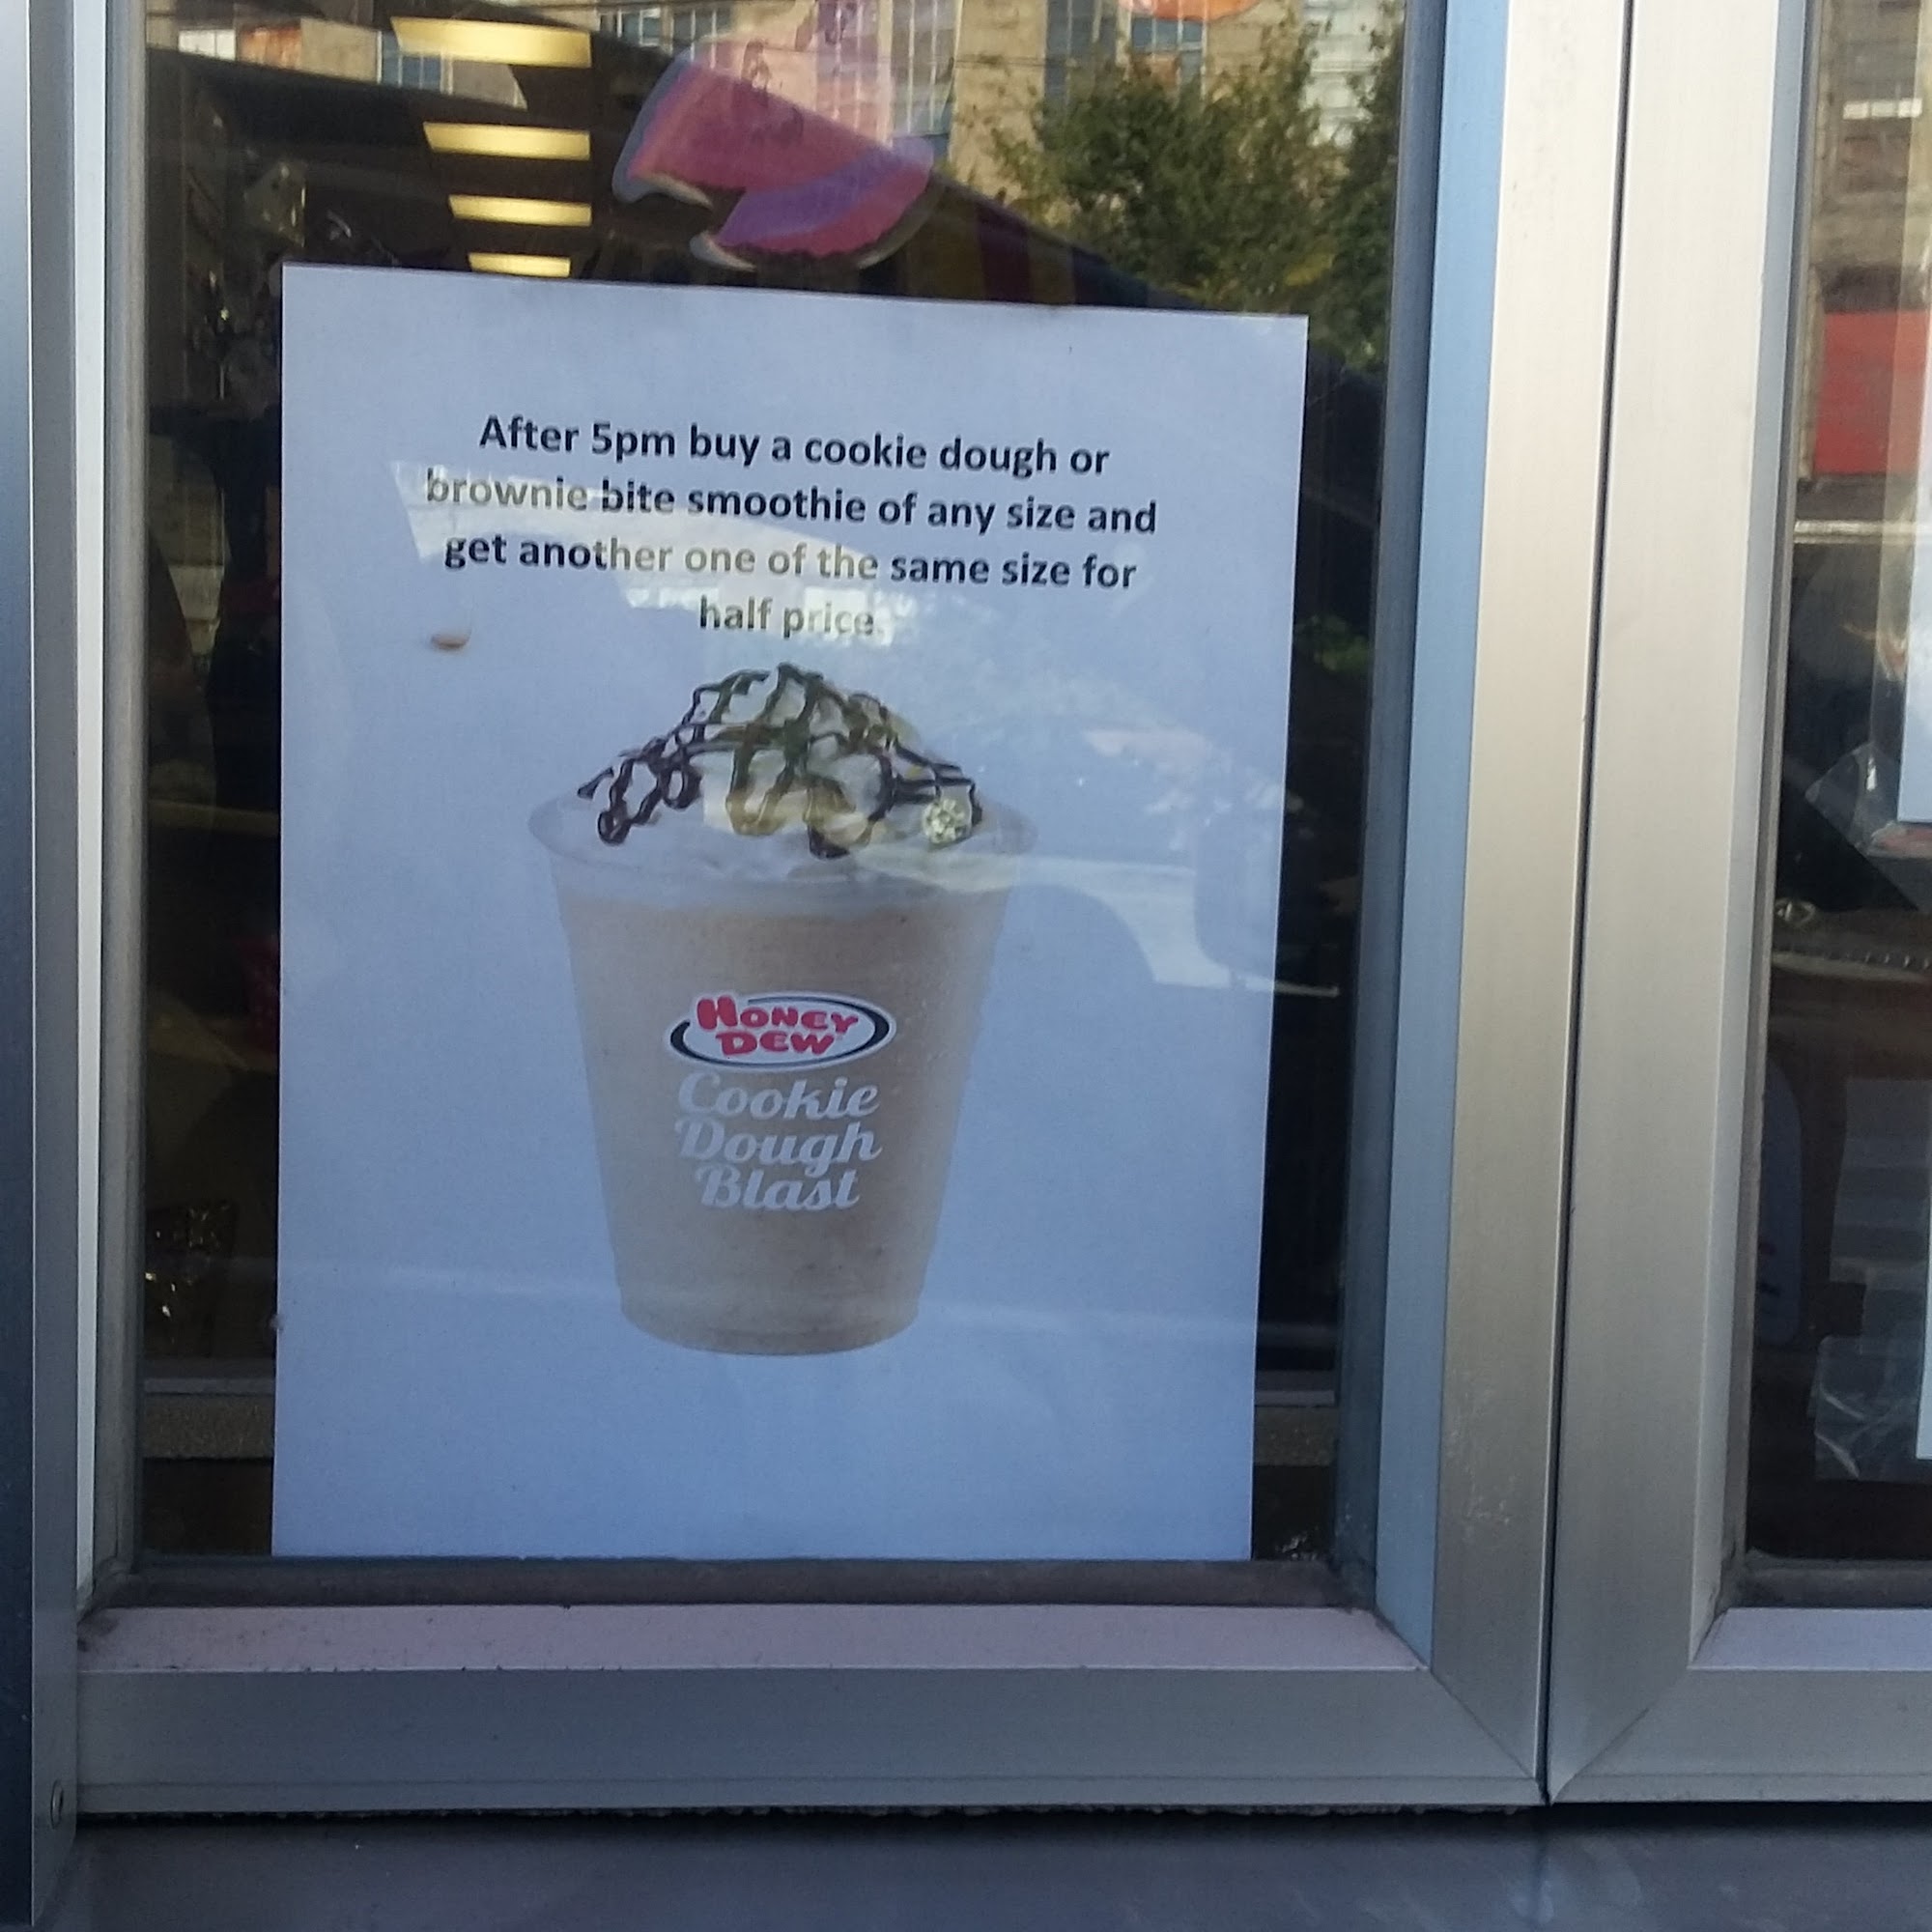 After 5pm buy a cookie dough or
brownie bite smoothie of any size and
get another one of the same size for
half price.
HONEY
DEW
Cookie
Dough
Blast